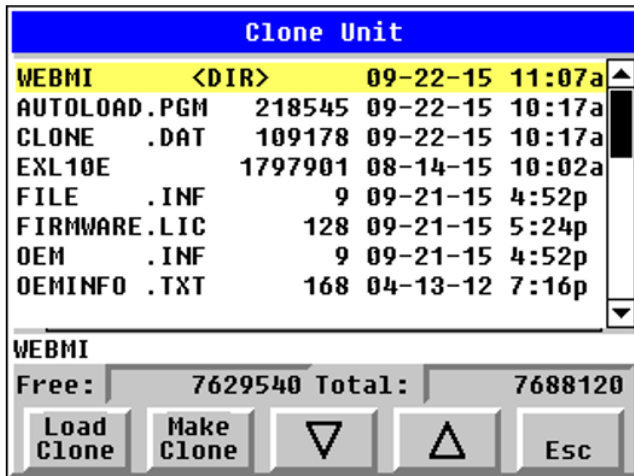 Clone Unit
WEBMI <DIR> 09-22-15 11:07a
AUTOLOAD.PGM 218545 09-22-15 10:17a
CLONE .DAT 109178 09-22-15 10:17a
EXL10E 1797901 08-14-15 10:02a
FILE .INF 9 09-21-15 4:52p
FIRMWARE.LIC 128 09-21-15 5:24p
OEM .INF 9 09-21-15 4:52p
OEMINFO .TXT 168 04-13-12 7:16p
WEBMI
Free: 7629540 Total: 7688120
Load Clone Make Clone Esc